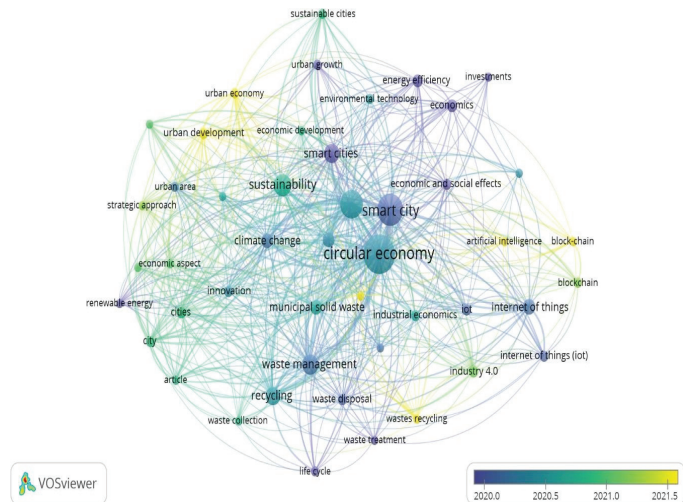 sustainable cities
urban growth
energy efficiency
investments
urban economy
environmental technology
economics
urban development
economic development
smart cities
urban area
sustainability
economic and social effects
strategic approach
smart city
climate change
artificial intelligence
block-chain
circular economy
economic aspect
blockchain
renewable energy
innovation
cities
municipal solid waste
industrial economics
iot
internet of things
city
internet of things (iot)
waste management
article
industry 4.0
recycling
waste disposal
waste collection
wastes recycling
waste treatment
life cycle
VOSviewer
2020.0 2020.5 2021.0 2021.5